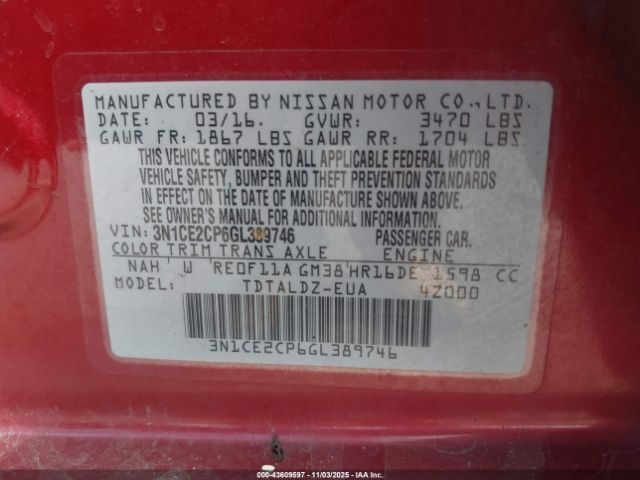 MANUFACTURED BY NISSAN MOTOR CO.,LTD.
DATE: 03/16. GVWR: 3470 LBS
GAWR FR: 1867 LBS GAWR RR: 1704 LBS
THIS VEHICLE CONFORMS TO ALL APPLICABLE FEDERAL MOTOR
VEHICLE SAFETY, BUMPER AND THEFT PREVENTION STANDARDS
IN EFFECT ON THE DATE OF MANUFACTURE SHOWN ABOVE.
SEE OWNER'S MANUAL FOR ADDITIONAL INFORMATION.
VIN: 3N1CE2CP6GL389746 PASSENGER CAR.
COLOR TRIM TRANS AXLE ENGINE
NAH W RE0F11A GM38 HR16DE 1598 CC
MODEL: TDTALDZ-EUA 4Z000
3N1CE2CP6GL389746
000-43609597 - 11/03/2025 - IAA Inc.